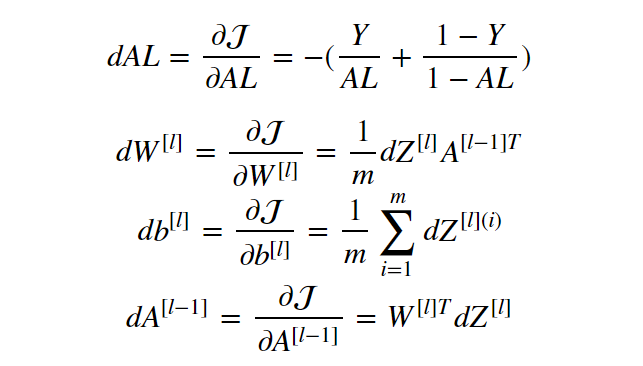 dAL = ∂𝒥/∂AL = −(Y/AL + (1 − Y)/(1 − AL))
dW^[l] = ∂𝒥/∂W^[l] = (1/m) dZ^[l] A^[l−1]T
db^[l] = ∂𝒥/∂b^[l] = (1/m) ∑_{i=1}^{m} dZ^[l](i)
dA^[l−1] = ∂𝒥/∂A^[l−1] = W^[l]T dZ^[l]